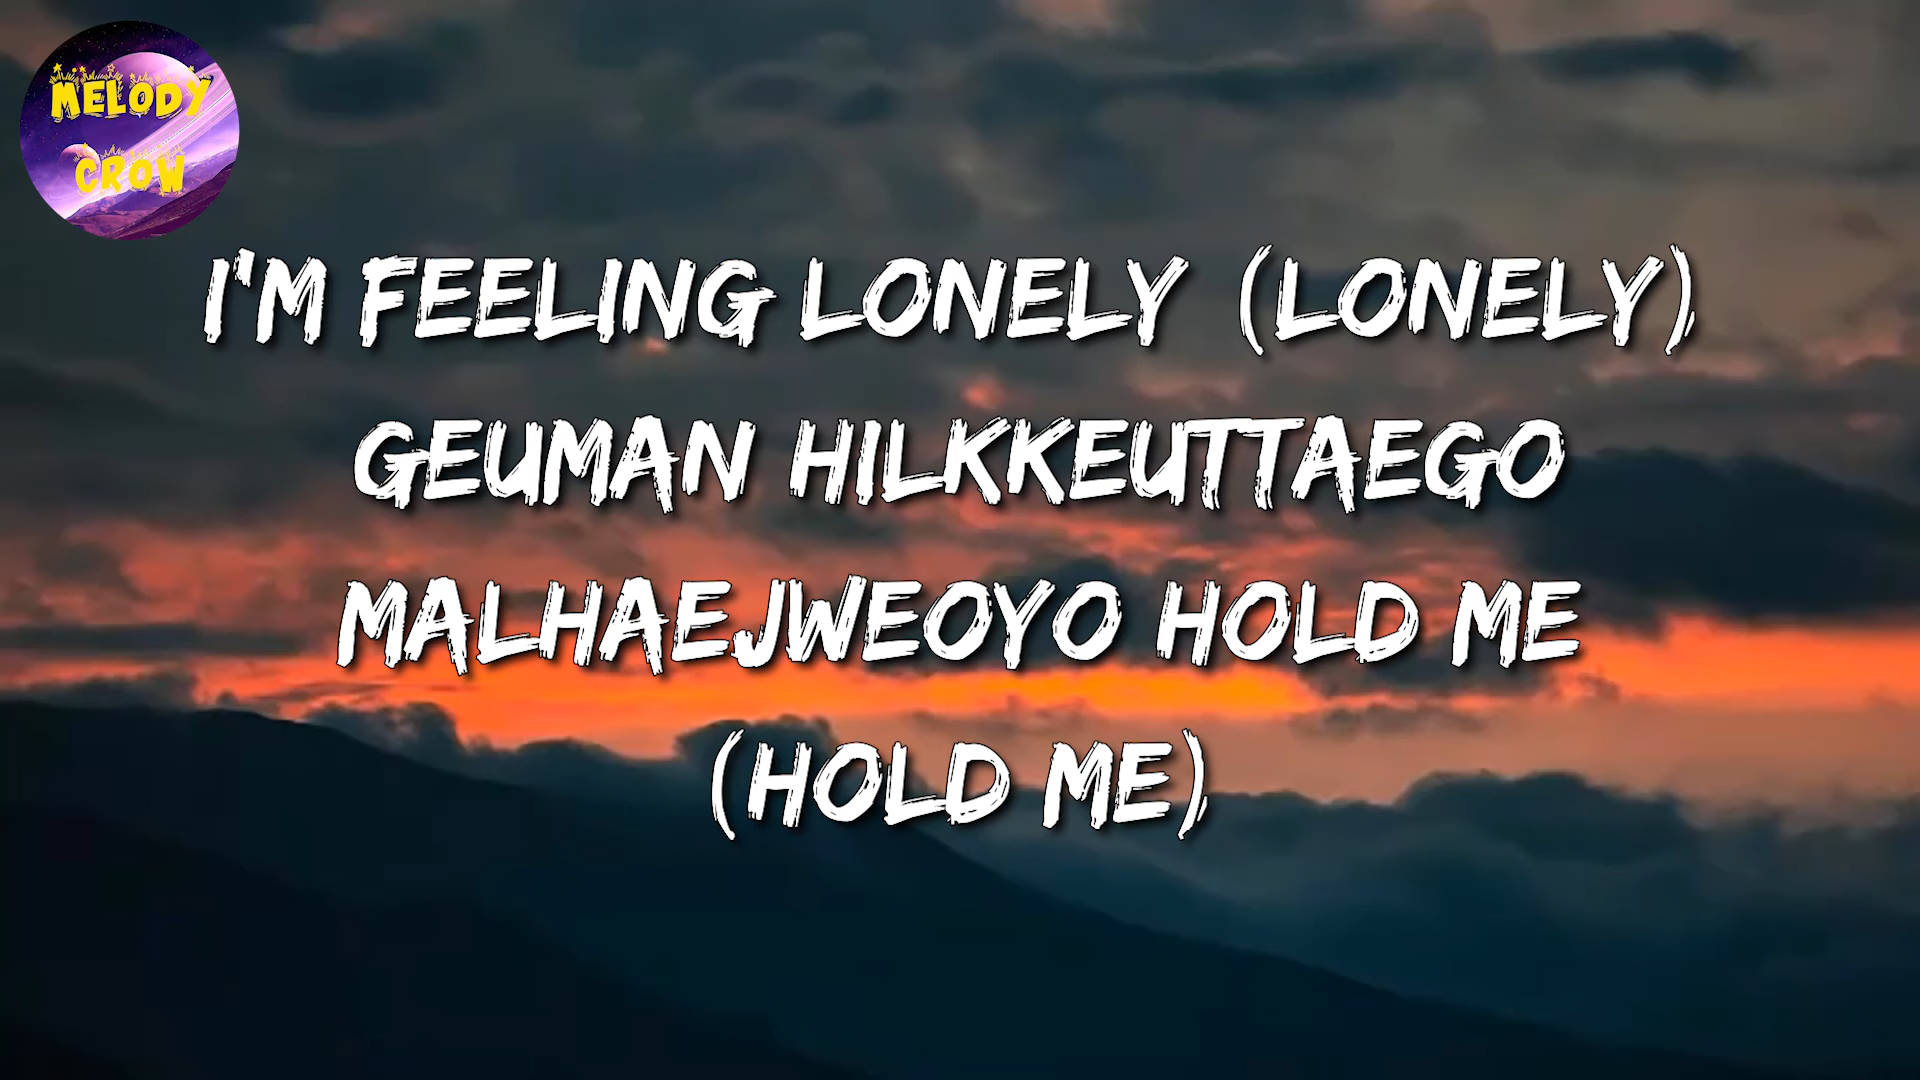 MELODY
CROW
I'M FEELING LONELY (LONELY)
GEUMAN HILKKEUTTAEGO
MALHAEJWEOYO HOLD ME
(HOLD ME)